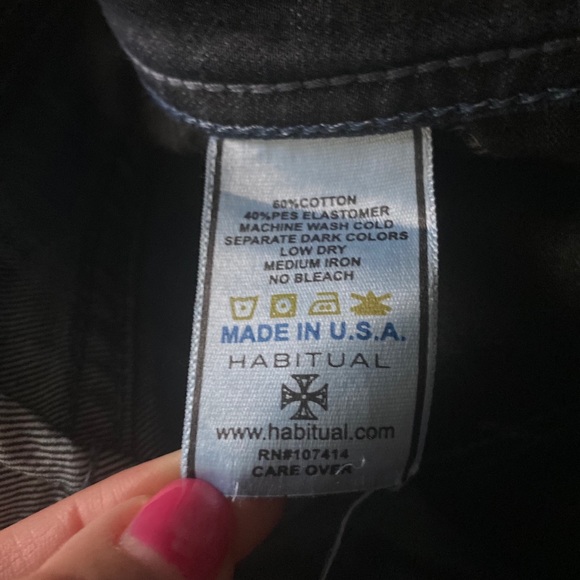 60%COTTON
40%PES ELASTOMER
MACHINE WASH COLD
SEPARATE DARK COLORS
LOW DRY
MEDIUM IRON
NO BLEACH
MADE IN U.S.A.
HABITUAL
www.habitual.com
RN#107414
CARE OVER